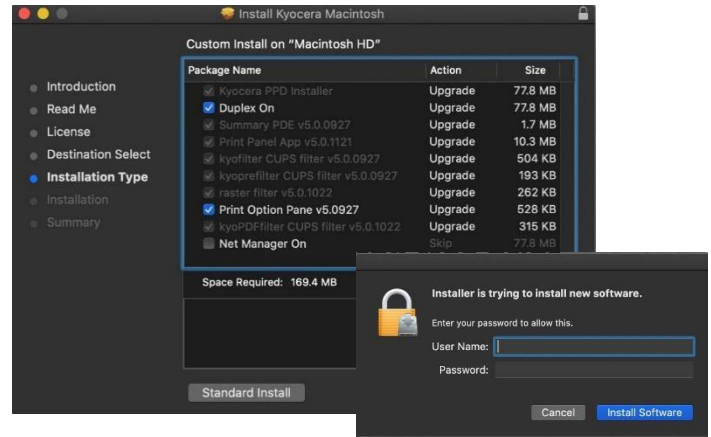 Install Kyocera Macintosh
Custom Install on "Macintosh HD"
Introduction
Read Me
License
Destination Select
Installation Type
Installation
Summary
Package Name Action Size
Kyocera PPD Installer Upgrade 77.8 MB
Duplex On Upgrade 77.8 MB
Summary PDE v5.0.0927 Upgrade 1.7 MB
Print Panel App v5.0.1121 Upgrade 10.3 MB
kyofilter CUPS filter v5.0.0927 Upgrade 504 KB
kyoprefilter CUPS filter v5.0.0927 Upgrade 193 KB
raster filter v5.0.1022 Upgrade 262 KB
Print Option Pane v5.0927 Upgrade 528 KB
kyoPDFfilter CUPS filter v5.0.1022 Upgrade 315 KB
Net Manager On Skip 77.8 MB
Space Required: 169.4 MB
Standard Install
Installer is trying to install new software.
Enter your password to allow this.
User Name:
Password:
Cancel Install Software